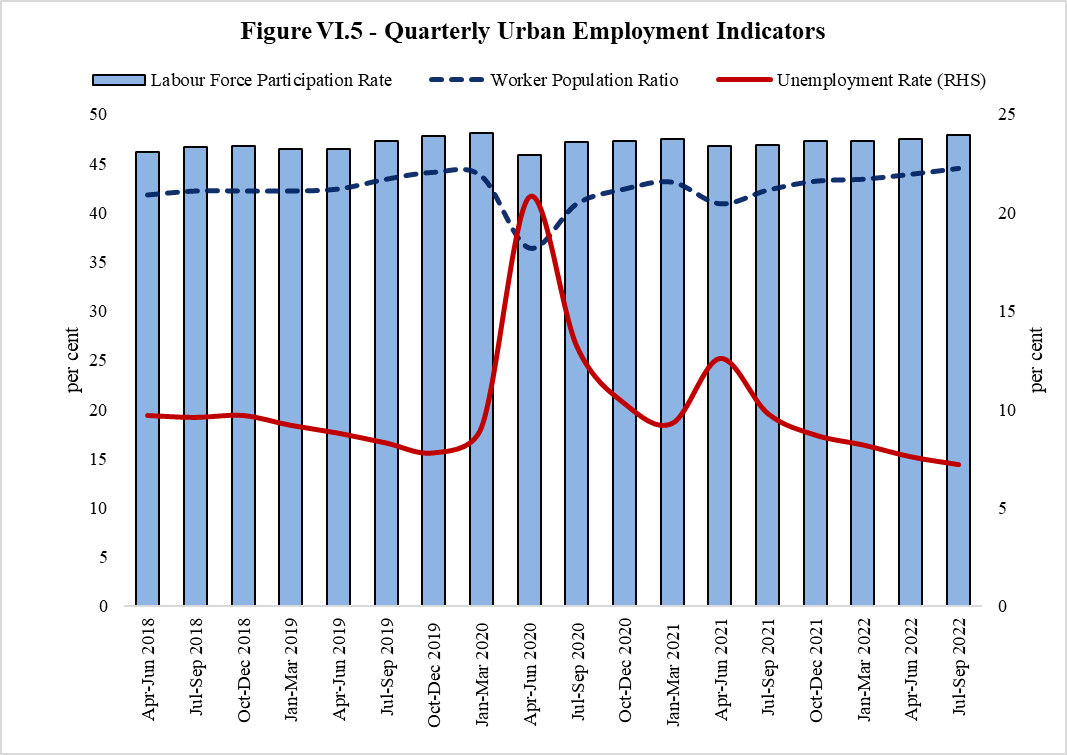 Figure VI.5 - Quarterly Urban Employment Indicators
Labour Force Participation Rate
Worker Population Ratio
Unemployment Rate (RHS)
50
45
40
35
30
25
20
15
10
5
0
per cent
25
20
15
10
5
0
per cent
Apr-Jun 2018
Jul-Sep 2018
Oct-Dec 2018
Jan-Mar 2019
Apr-Jun 2019
Jul-Sep 2019
Oct-Dec 2019
Jan-Mar 2020
Apr-Jun 2020
Jul-Sep 2020
Oct-Dec 2020
Jan-Mar 2021
Apr-Jun 2021
Jul-Sep 2021
Oct-Dec 2021
Jan-Mar 2022
Apr-Jun 2022
Jul-Sep 2022